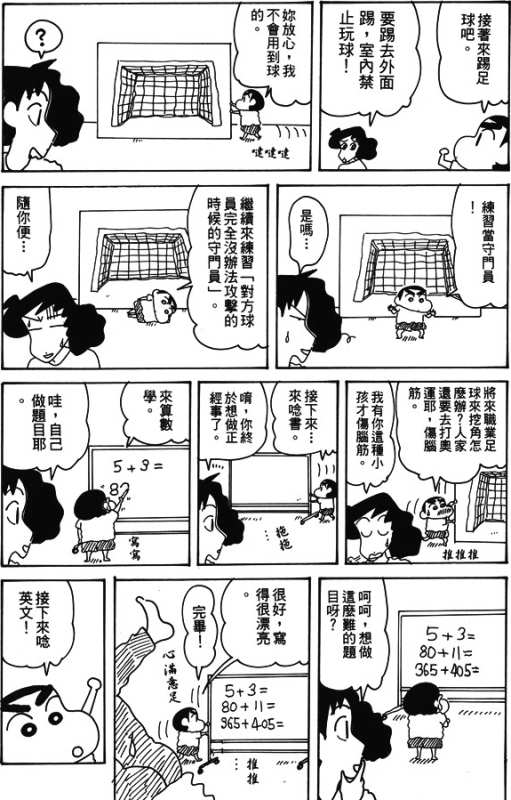 接著來踢足
球吧。
要踢去外面
踢，室內禁
止玩球！
妳放心，我
不會用到球
的。
噠噠噠
？
練習當守門員
！
是嗎…
繼續來練習「對方球
員完全沒辦法攻擊的
時候的守門員」。
隨你便…
將來職業足
球來挖角怎
麼辦？人家
還要去打奧
運耶，傷腦
筋。
推推推
我有你這種小
孩才傷腦筋。
接下來…
來唸書。
拖拖…
唷，你終
於想做正
經事了。
來算數
學。
5+3=
8
寫寫
哇，自己
做題目耶
。
5+3=
80+11=
365+405=
呵呵，想做
這麼難的題
目呀？
很好，寫
得很漂亮
。
5+3=
80+11=
965+405=
推推…
完畢！
心滿意足
接下來唸
英文！